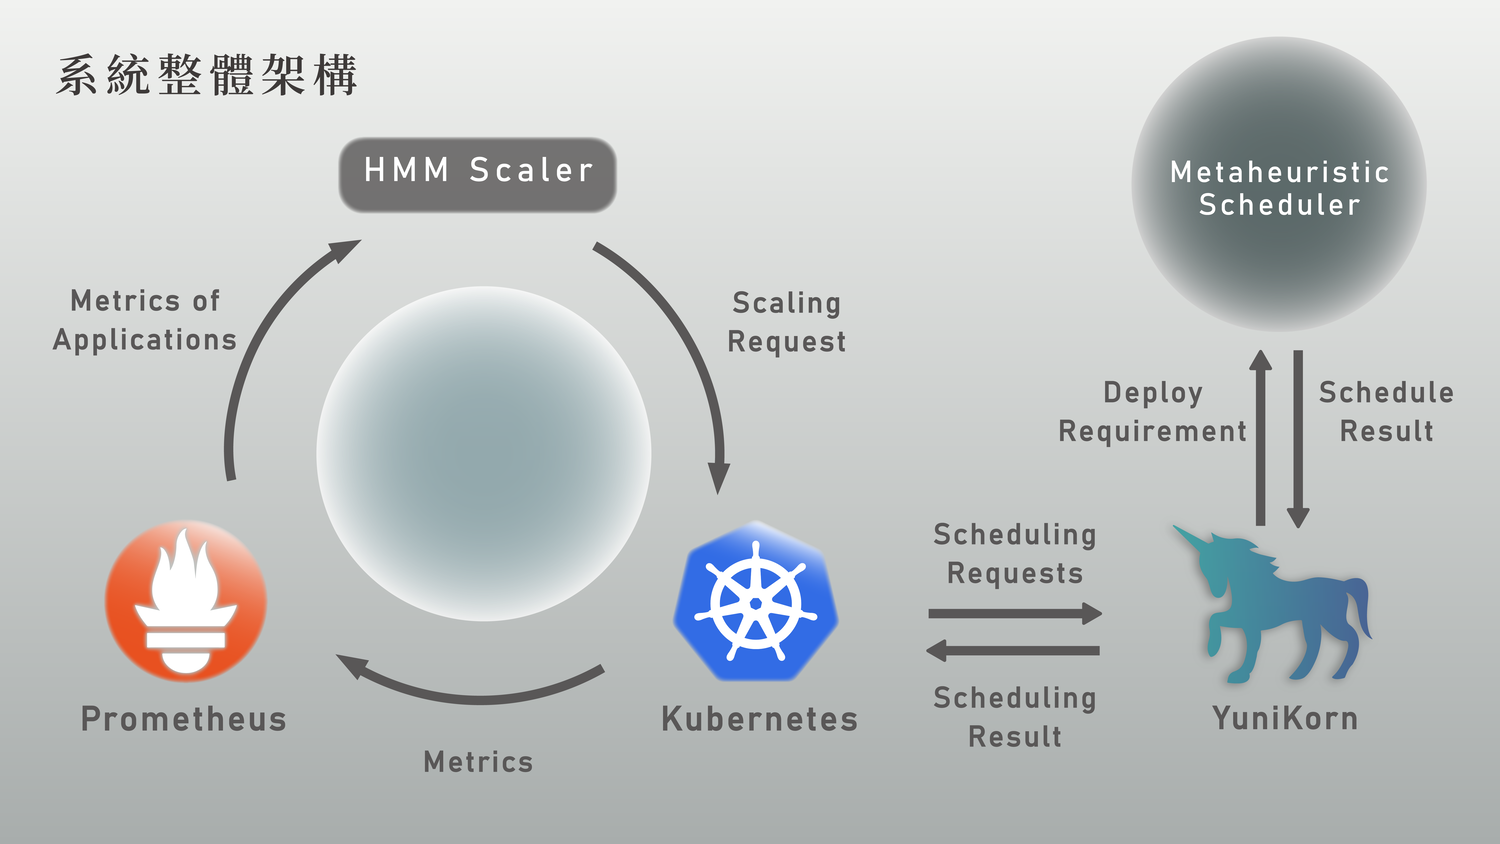 系統整體架構
HMM Scaler
Metaheuristic
Scheduler
Metrics of
Applications
Scaling
Request
Deploy
Requirement
Schedule
Result
Scheduling
Requests
Scheduling
Result
Prometheus
Kubernetes
YuniKorn
Metrics